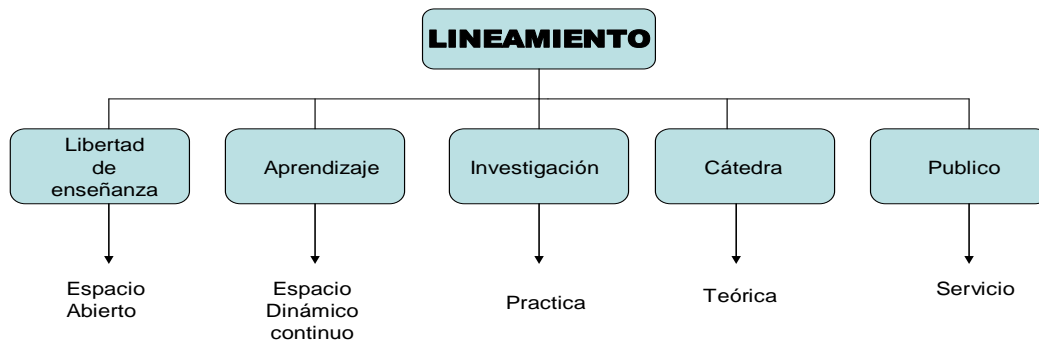 LINEAMIENTO
Libertad
de
enseñanza
Aprendizaje
Investigación
Cátedra
Publico
Espacio
Abierto
Espacio
Dinámico
continuo
Practica
Teórica
Servicio